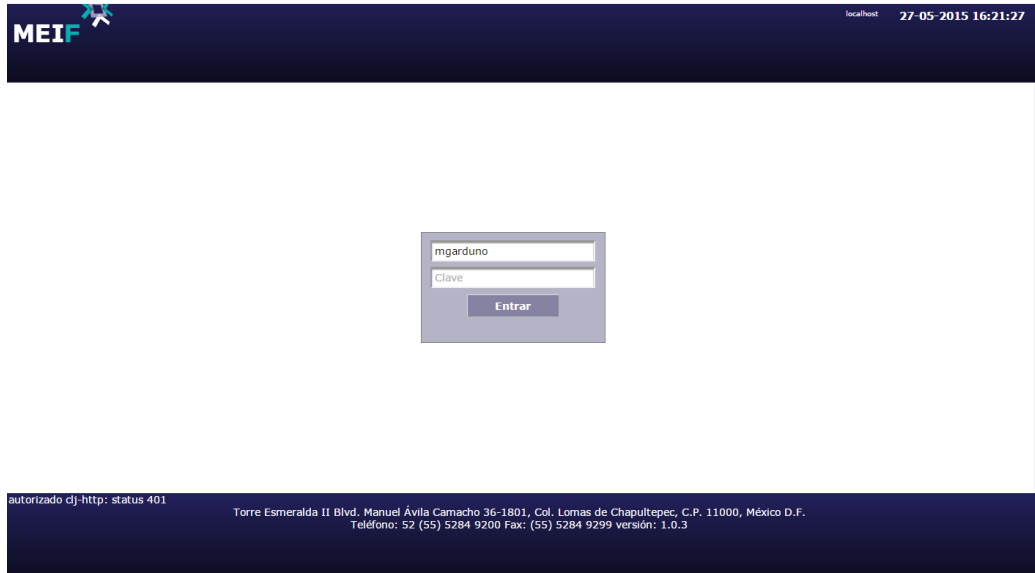 MEIF
localhost 27-05-2015 16:21:27
mgarduno
Clave
Entrar
autorizado clj-http: status 401
Torre Esmeralda II Blvd. Manuel Ávila Camacho 36-1801, Col. Lomas de Chapultepec, C.P. 11000, México D.F.
Teléfono: 52 (55) 5284 9200 Fax: (55) 5284 9299 versión: 1.0.3